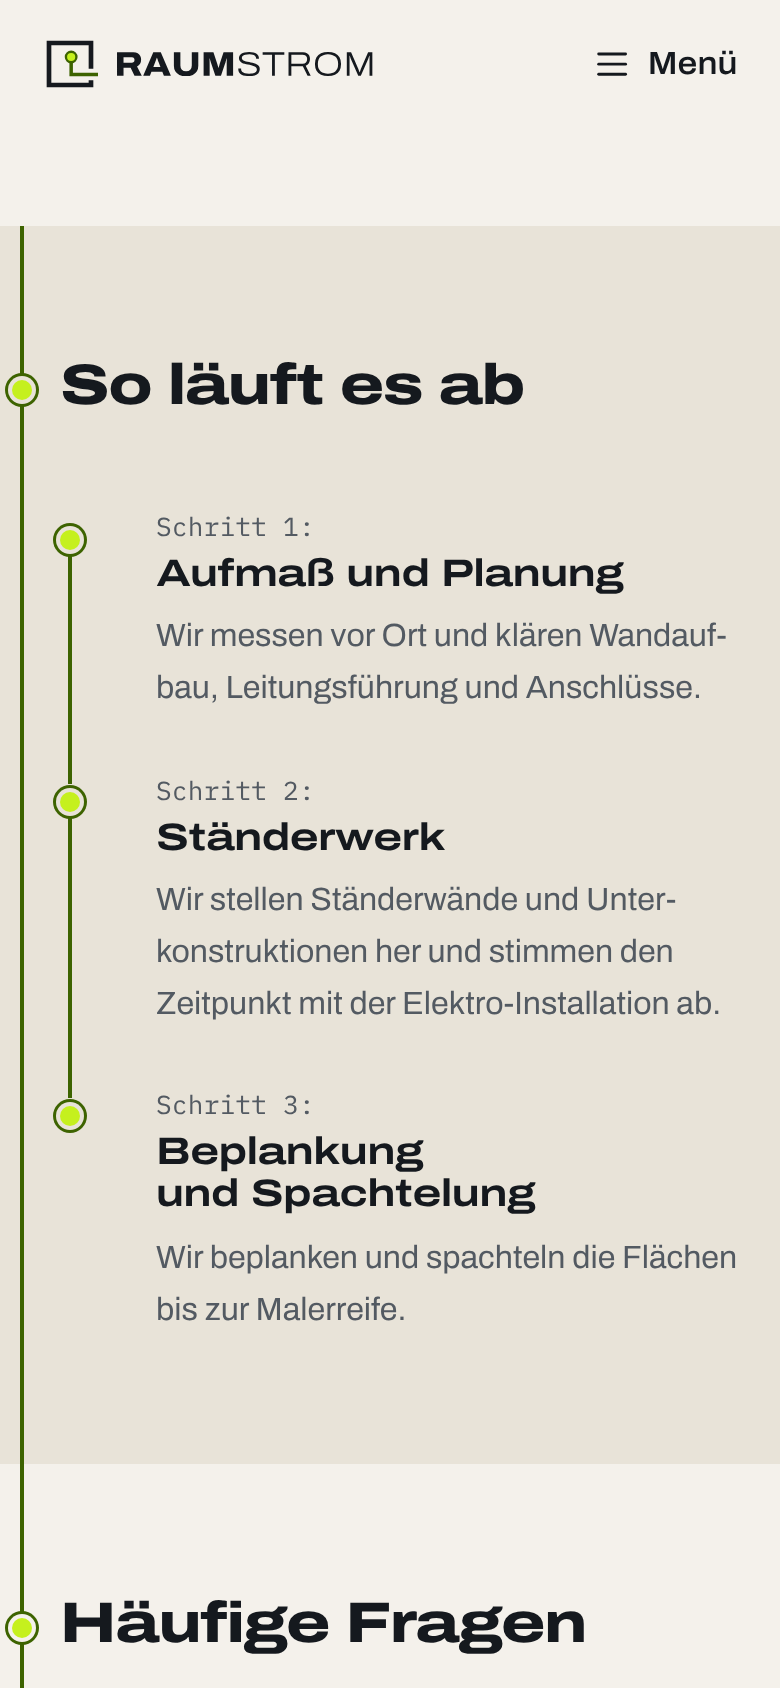 RAUMSTROM
Menü
So läuft es ab
Schritt 1:
Aufmaß und Planung
Wir messen vor Ort und klären Wandauf-
bau, Leitungsführung und Anschlüsse.
Schritt 2:
Ständerwerk
Wir stellen Ständerwände und Unter-
konstruktionen her und stimmen den
Zeitpunkt mit der Elektro-Installation ab.
Schritt 3:
Beplankung
und Spachtelung
Wir beplanken und spachteln die Flächen
bis zur Malerreife.
Häufige Fragen